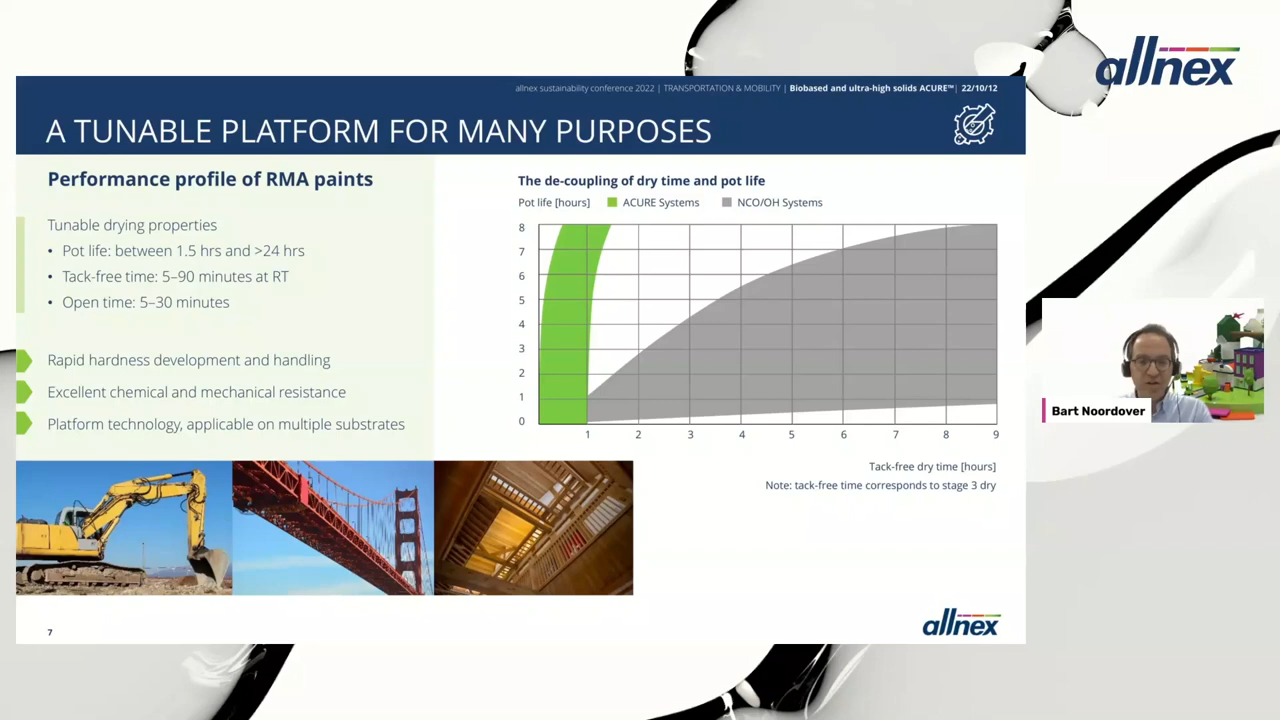 allnex
allnex sustainability conference 2022 | TRANSPORTATION & MOBILITY | Biobased and ultra-high solids ACURE™| 22/10/12
A TUNABLE PLATFORM FOR MANY PURPOSES
Performance profile of RMA paints
Tunable drying properties
• Pot life: between 1.5 hrs and >24 hrs
• Tack-free time: 5–90 minutes at RT
• Open time: 5–30 minutes
Rapid hardness development and handling
Excellent chemical and mechanical resistance
Platform technology, applicable on multiple substrates
The de-coupling of dry time and pot life
Pot life [hours] ACURE Systems NCO/OH Systems
8
7
6
5
4
3
2
1
0
1 2 3 4 5 6 7 8 9
Tack-free dry time [hours]
Note: tack-free time corresponds to stage 3 dry
Bart Noordover
7
allnex